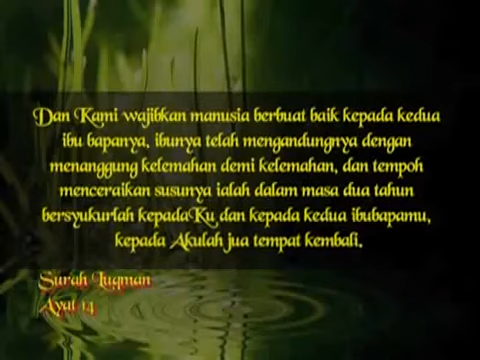 Dan Kami wajibkan manusia berbuat baik kepada kedua
ibu bapanya, ibunya telah mengandungnya dengan
menanggung kelemahan demi kelemahan, dan tempoh
menceraikan susunya ialah dalam masa dua tahun
bersyukurlah kepadaKu dan kepada kedua ibubapamu,
kepada Akulah jua tempat kembali.
Surah Luqman
Ayat 14